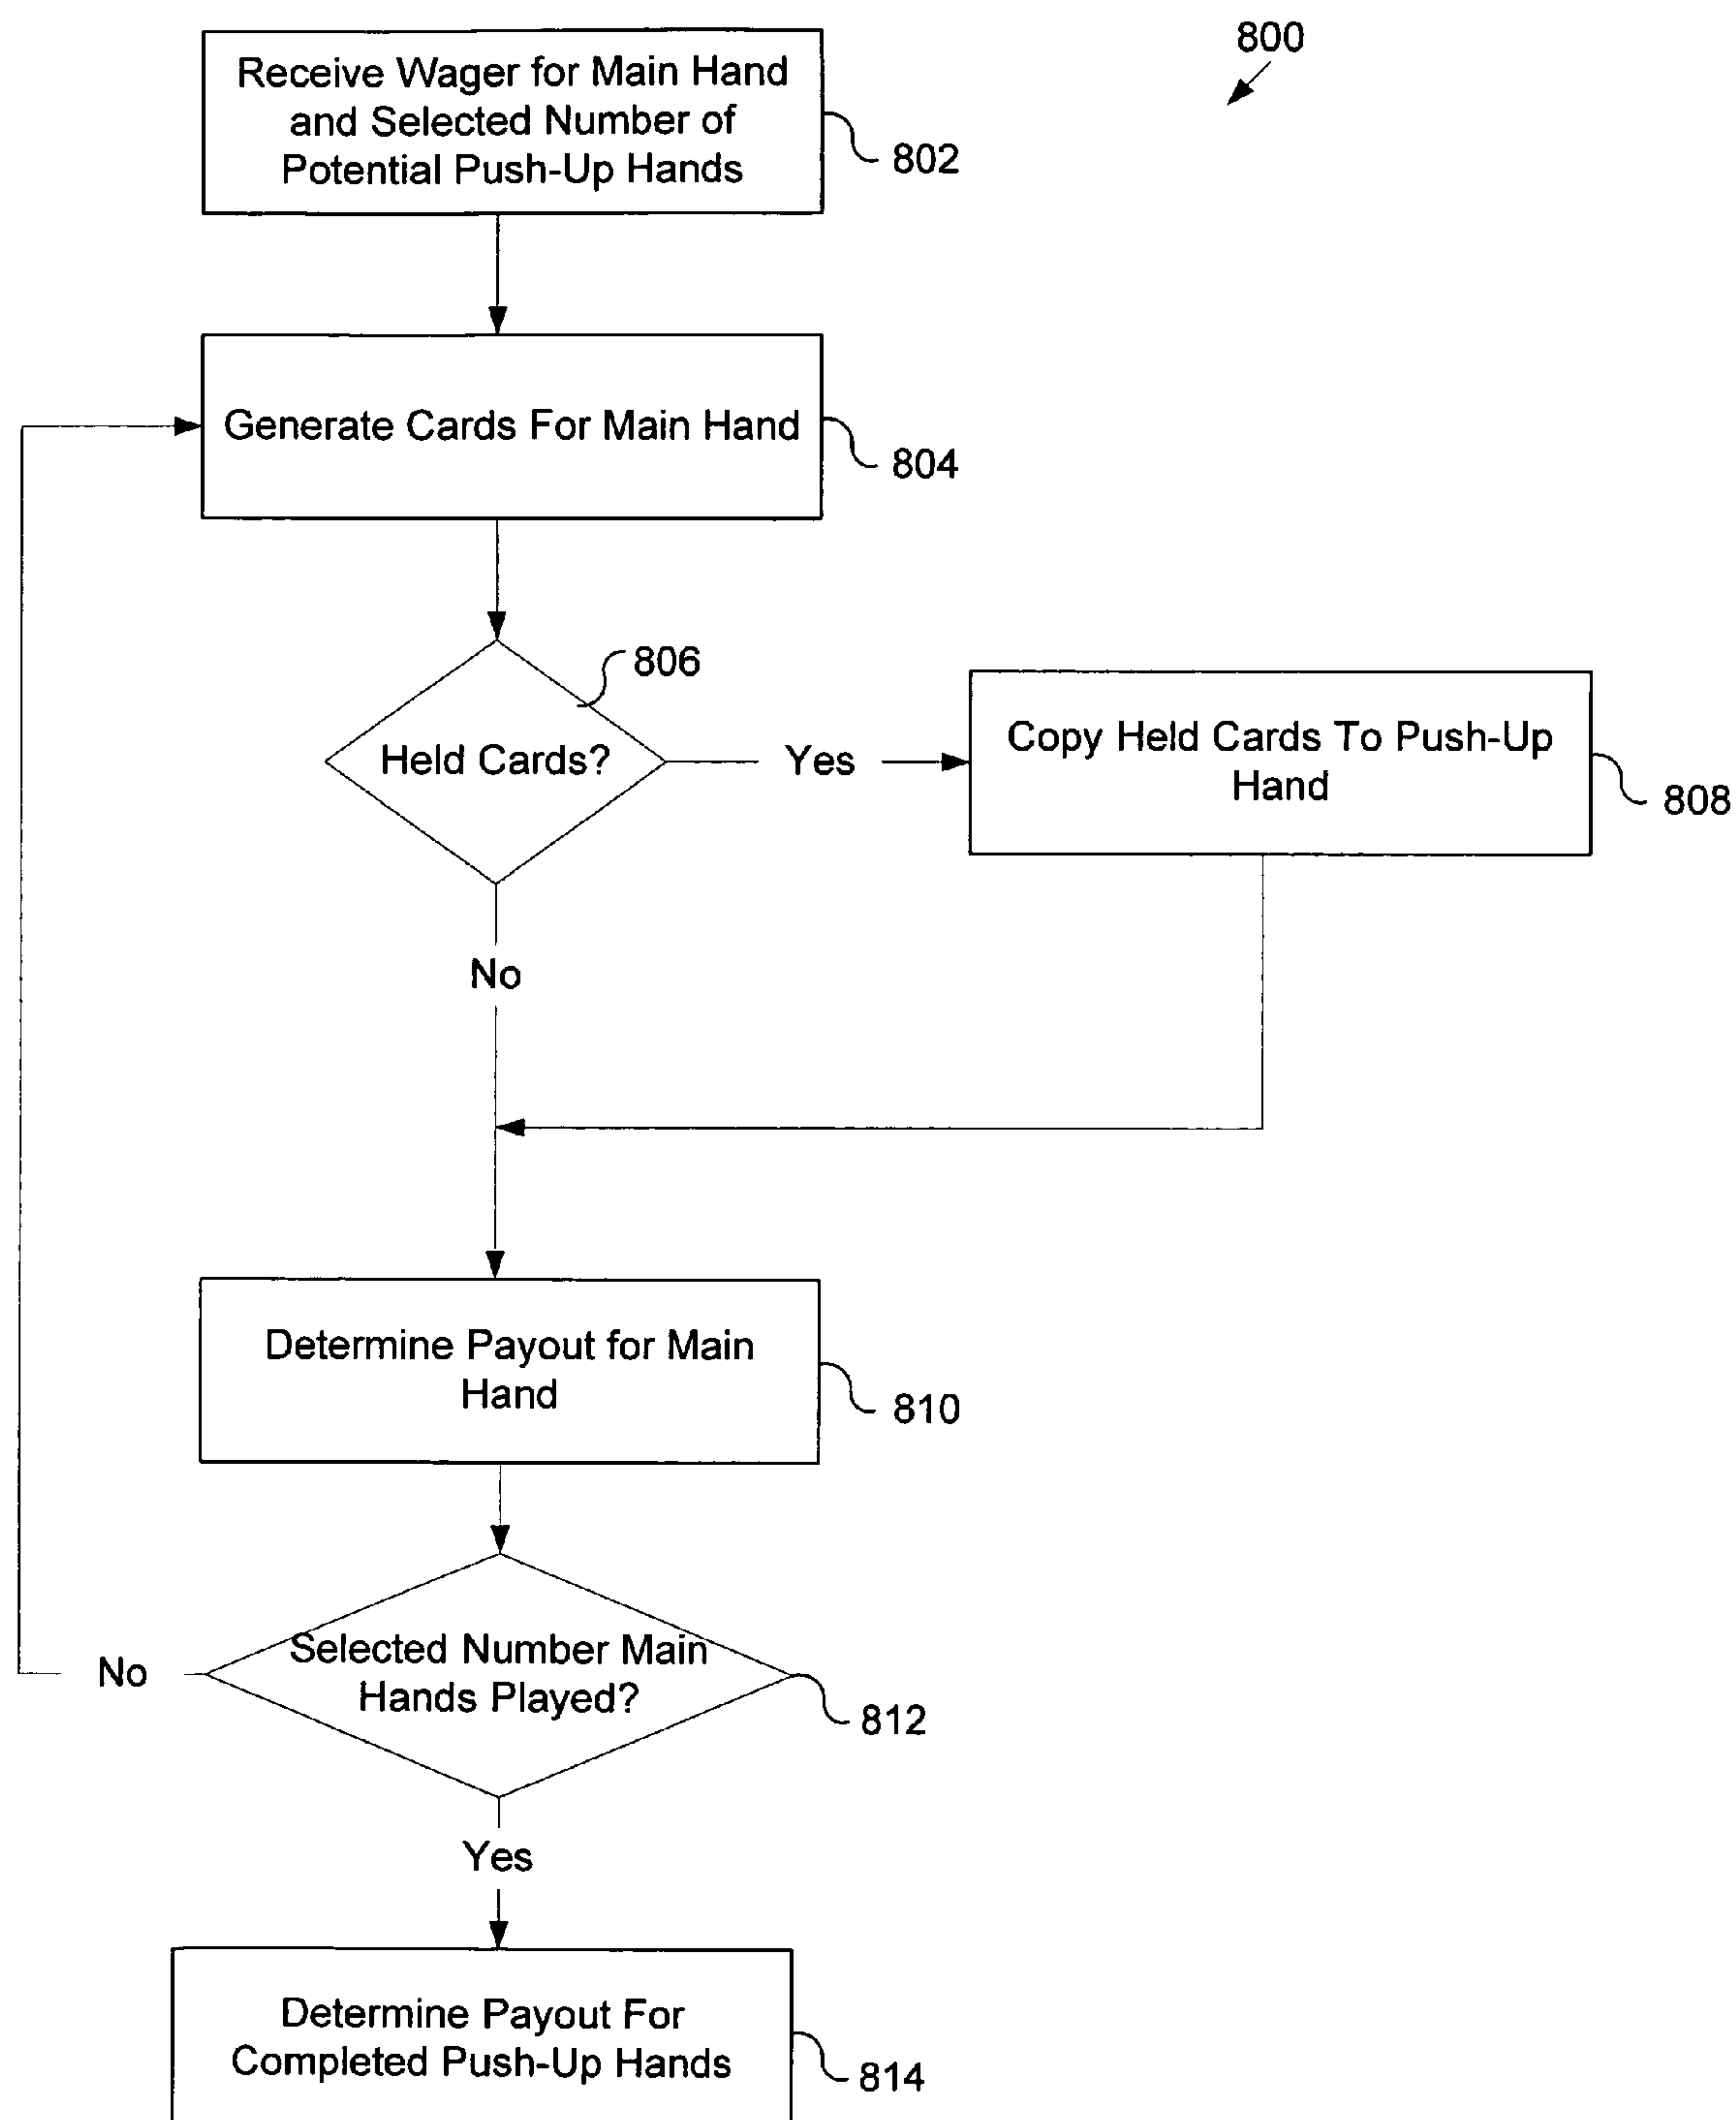 800
Receive Wager for Main Hand
and Selected Number of
Potential Push-Up Hands
802
Generate Cards For Main Hand
804
806
Held Cards?
Yes
Copy Held Cards To Push-Up
Hand
808
No
Determine Payout for Main
Hand
810
Selected Number Main
Hands Played?
No
812
Yes
Determine Payout For
Completed Push-Up Hands
814